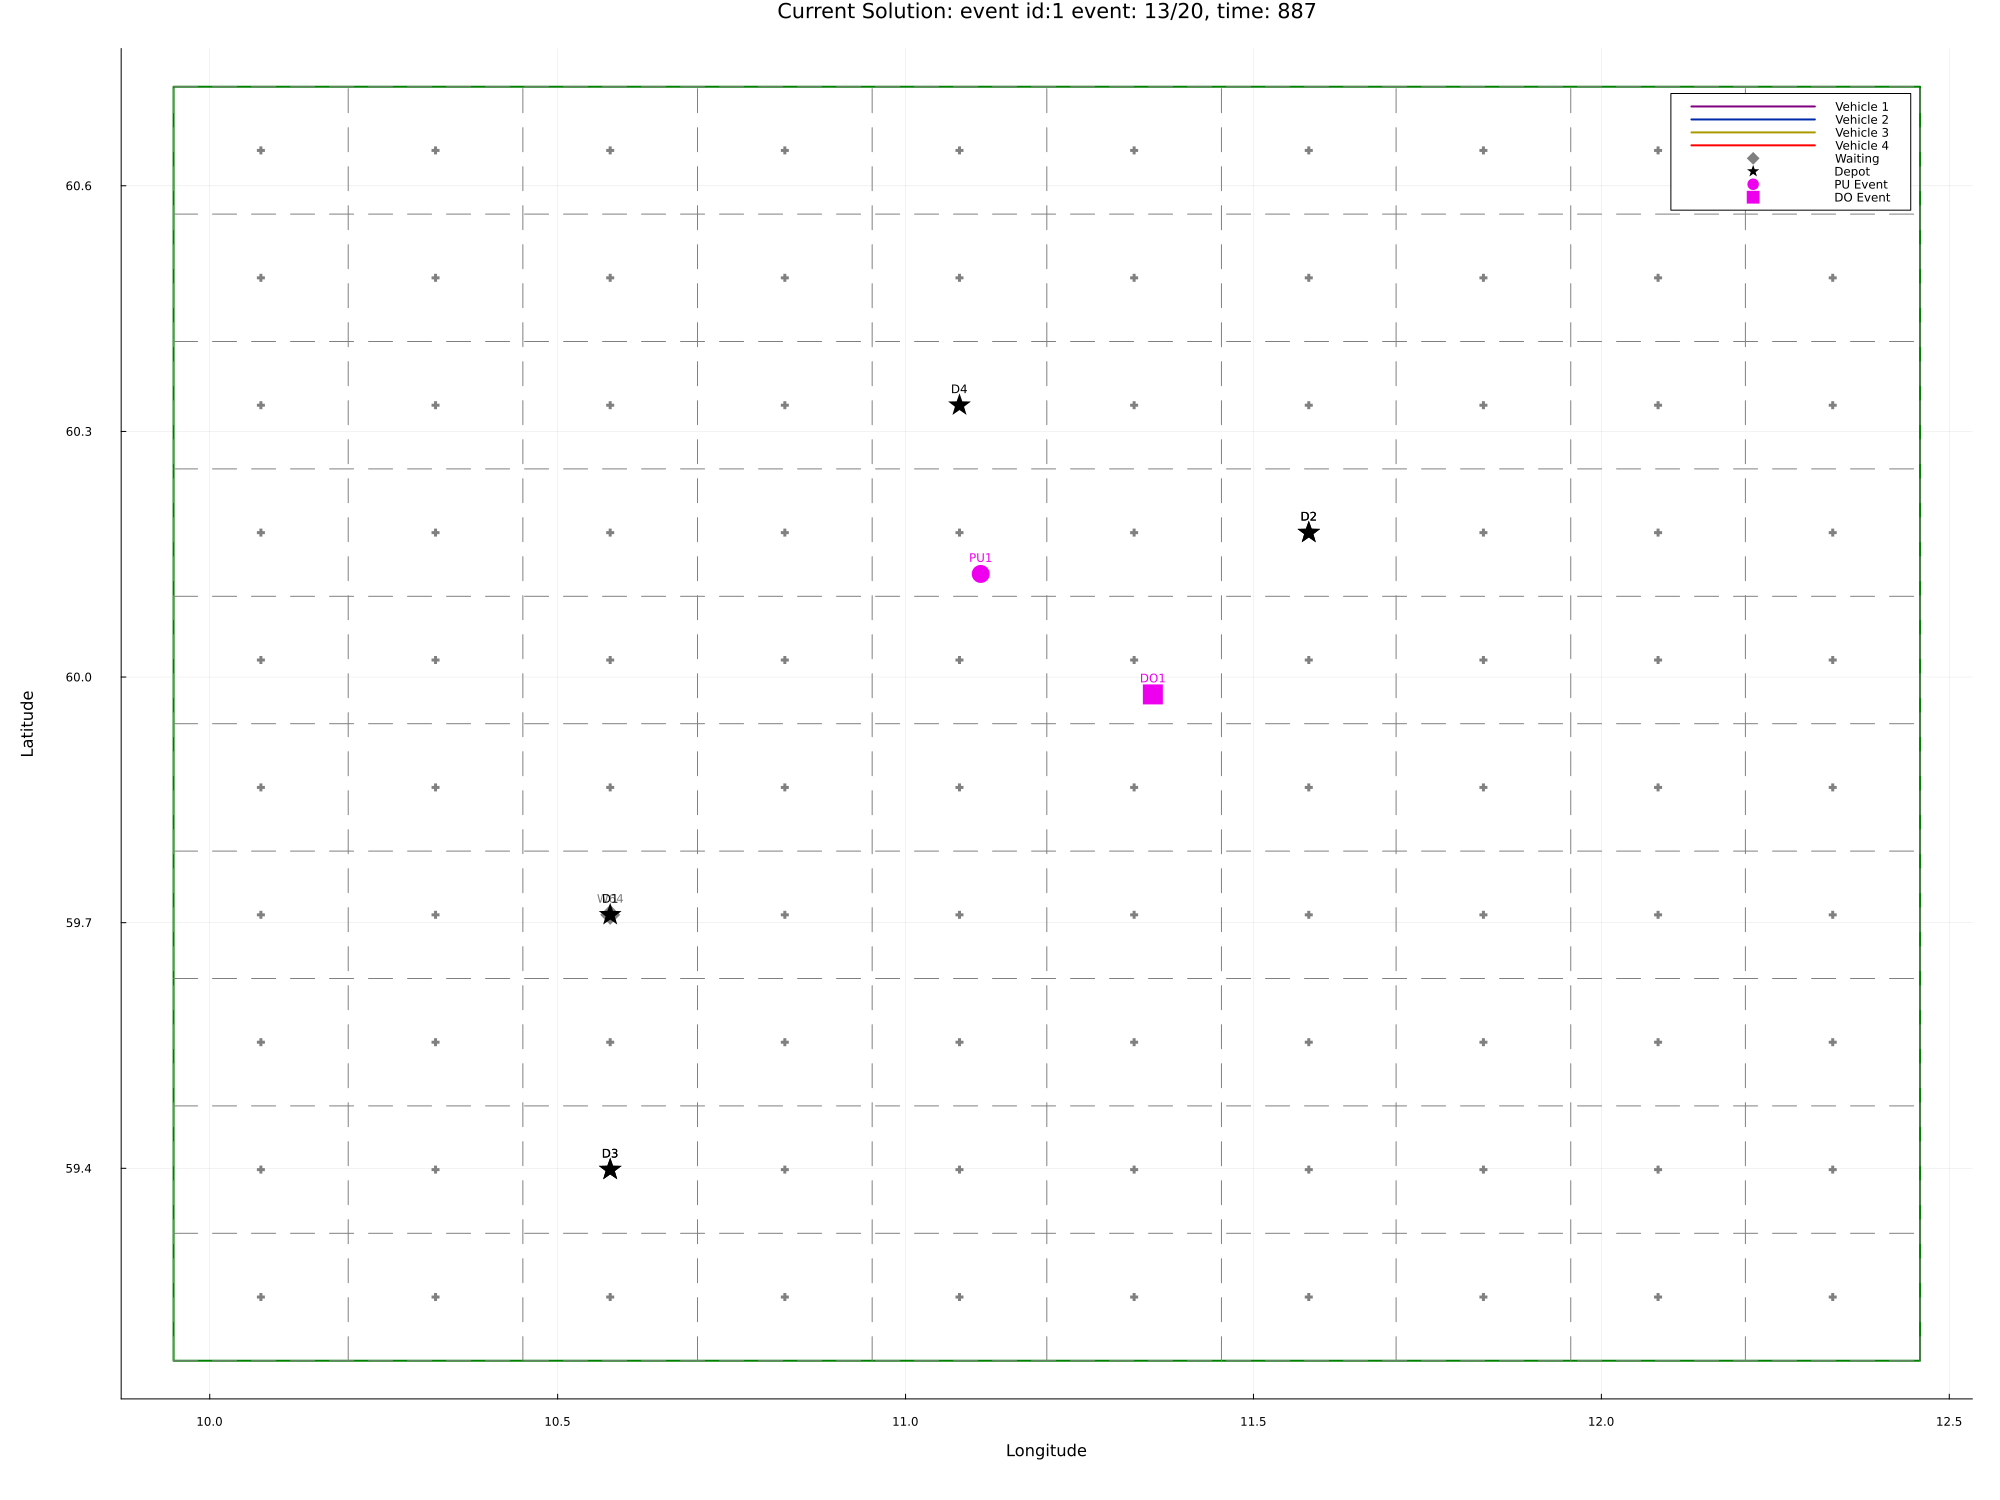 Current Solution: event id:1 event: 13/20, time: 887
Vehicle 1
Vehicle 2
Vehicle 3
Vehicle 4
Waiting
Depot
PU Event
DO Event
60.6
60.3
60.0
59.7
59.4
Latitude
D4
D2
PU1
DO1
D1
D3
10.0
10.5
11.0
11.5
12.0
12.5
Longitude